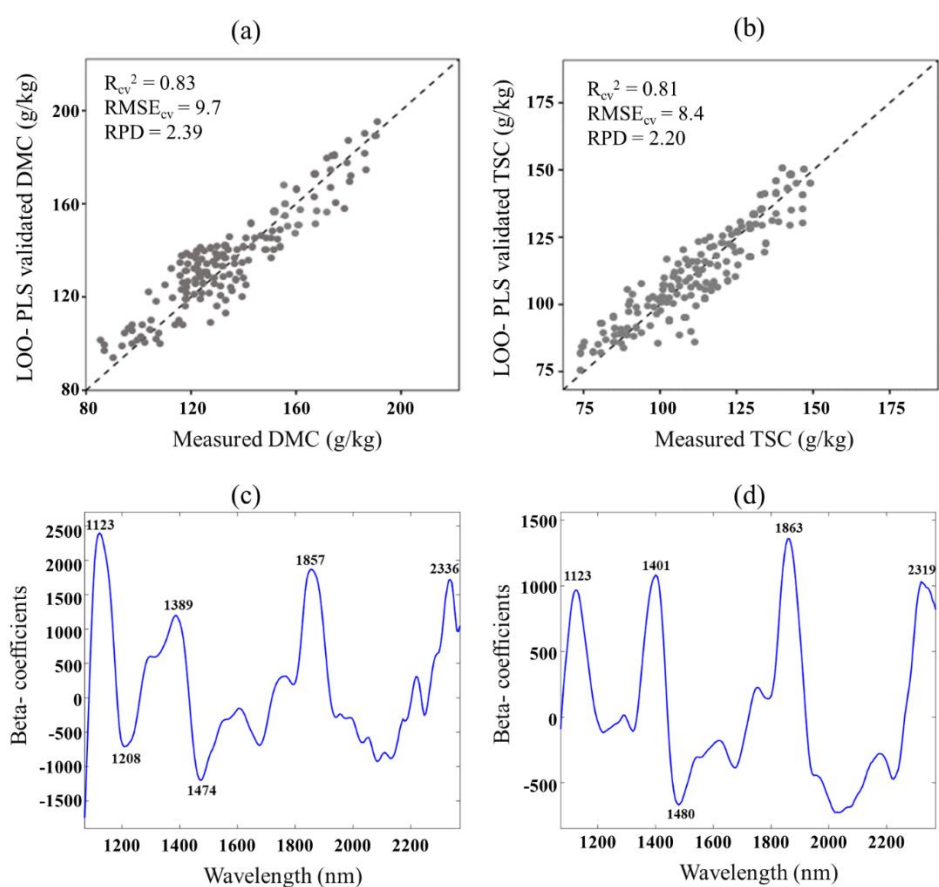 (a)
R_cv² = 0.83
RMSE_cv = 9.7
RPD = 2.39
LOO- PLS validated DMC (g/kg)
200
160
120
80
80 120 160 200
Measured DMC (g/kg)
(b)
R_cv² = 0.81
RMSE_cv = 8.4
RPD = 2.20
LOO- PLS validated TSC (g/kg)
175
150
125
100
75
75 100 125 150 175
Measured TSC (g/kg)
(c)
Beta- coefficients
2500
2000
1500
1000
500
0
-500
-1000
-1500
1123
1208
1389
1474
1857
2336
1200 1400 1600 1800 2000 2200
Wavelength (nm)
(d)
Beta- coefficients
1500
1000
500
0
-500
1123
1401
1480
1863
2319
1200 1400 1600 1800 2000 2200
Wavelength (nm)